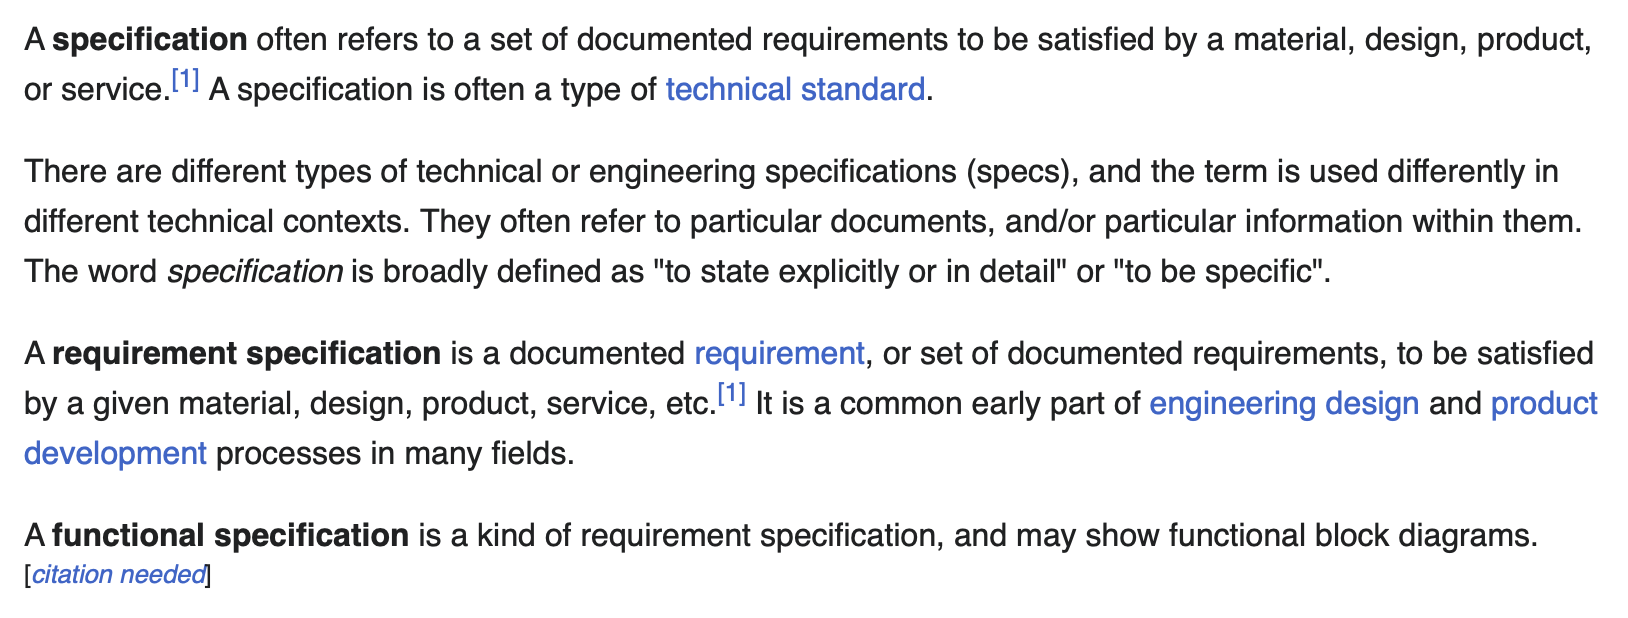 A specification often refers to a set of documented requirements to be satisfied by a material, design, product,
or service.[1] A specification is often a type of technical standard.
There are different types of technical or engineering specifications (specs), and the term is used differently in
different technical contexts. They often refer to particular documents, and/or particular information within them.
The word specification is broadly defined as "to state explicitly or in detail" or "to be specific".
A requirement specification is a documented requirement, or set of documented requirements, to be satisfied
by a given material, design, product, service, etc.[1] It is a common early part of engineering design and product
development processes in many fields.
A functional specification is a kind of requirement specification, and may show functional block diagrams.
[citation needed]